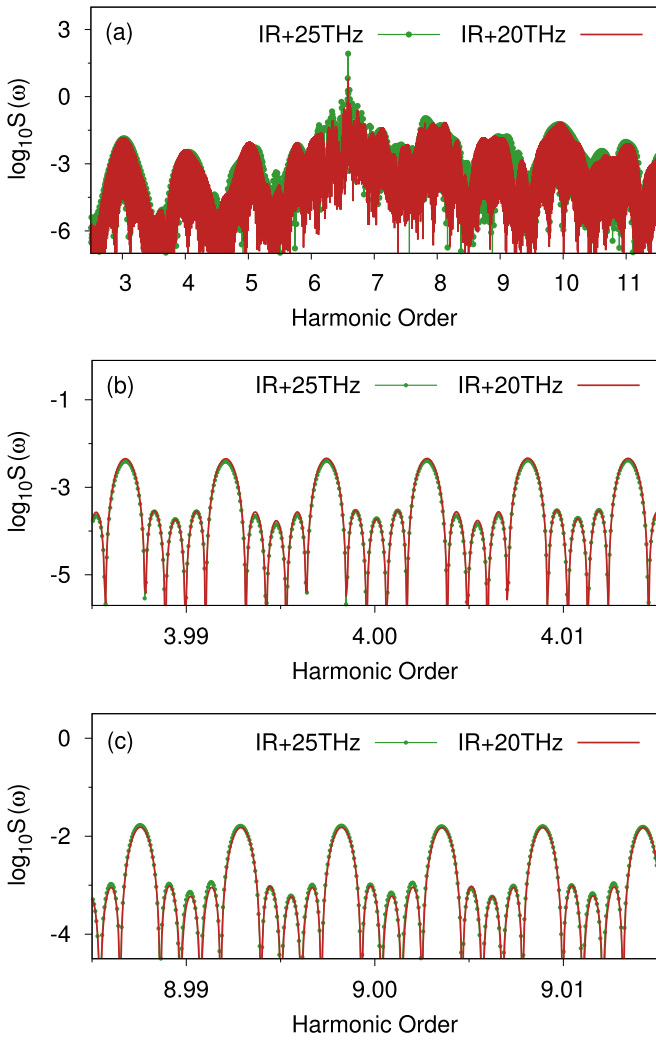 (a) IR+25THz IR+20THz
log10S(ω)
3
0
-3
-6
3 4 5 6 7 8 9 10 11
Harmonic Order
(b) IR+25THz IR+20THz
log10S(ω)
-1
-3
-5
3.99 4.00 4.01
Harmonic Order
(c) IR+25THz IR+20THz
log10S(ω)
0
-2
-4
8.99 9.00 9.01
Harmonic Order